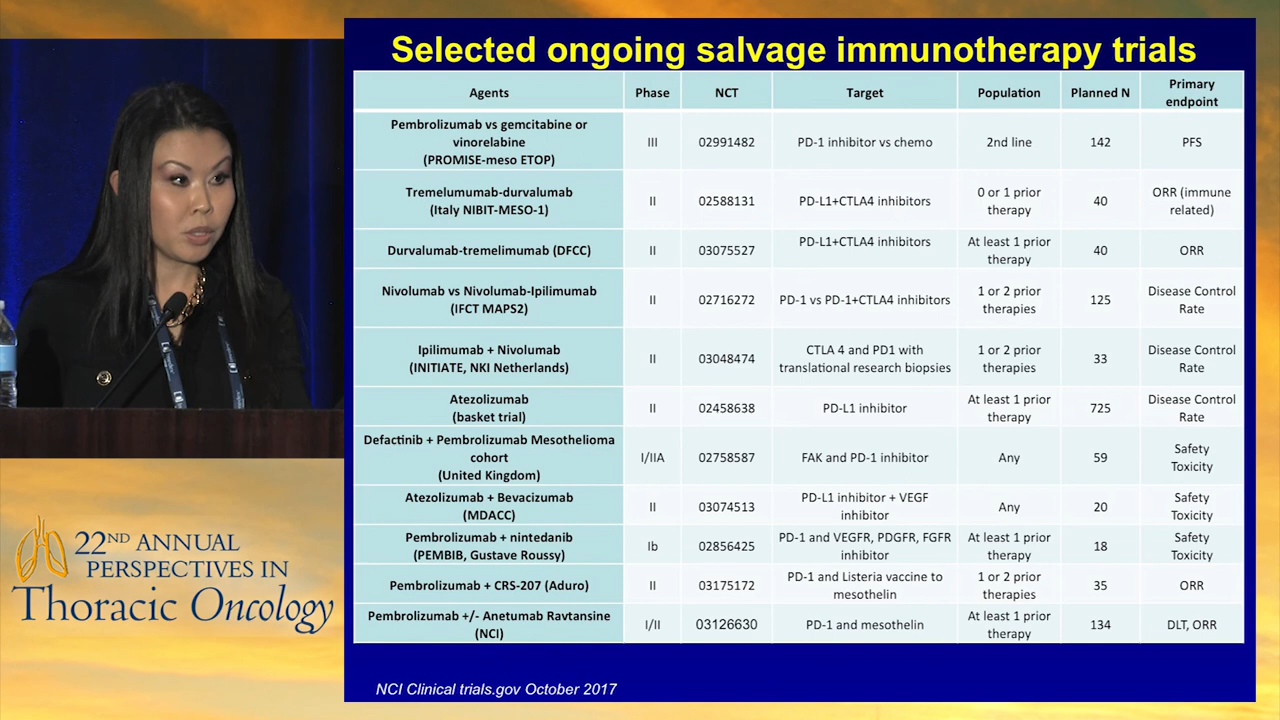 Selected ongoing salvage immunotherapy trials
Agents Phase NCT Target Population Planned N Primary endpoint
Pembrolizumab vs gemcitabine or
vinorelabine
(PROMISE-meso ETOP)
III
02991482
PD-1 inhibitor vs chemo
2nd line
142
PFS
Tremelumumab-durvalumab
(Italy NIBIT-MESO-1)
II
02588131
PD-L1+CTLA4 inhibitors
0 or 1 prior
therapy
40
ORR (immune
related)
Durvalumab-tremelimumab (DFCC)
II
03075527
PD-L1+CTLA4 inhibitors
At least 1 prior
therapy
40
ORR
Nivolumab vs Nivolumab-Ipilimumab
(IFCT MAPS2)
II
02716272
PD-1 vs PD-1+CTLA4 inhibitors
1 or 2 prior
therapies
125
Disease Control
Rate
Ipilimumab + Nivolumab
(INITIATE, NKI Netherlands)
II
03048474
CTLA 4 and PD1 with
translational research biopsies
1 or 2 prior
therapies
33
Disease Control
Rate
Atezolizumab
(basket trial)
II
02458638
PD-L1 inhibitor
At least 1 prior
therapy
725
Disease Control
Rate
Defactinib + Pembrolizumab Mesothelioma
cohort
(United Kingdom)
I/IIA
02758587
FAK and PD-1 inhibitor
Any
59
Safety
Toxicity
Atezolizumab + Bevacizumab
(MDACC)
II
03074513
PD-L1 inhibitor + VEGF
inhibitor
Any
20
Safety
Toxicity
Pembrolizumab + nintedanib
(PEMBIB, Gustave Roussy)
Ib
02856425
PD-1 and VEGFR, PDGFR, FGFR
inhibitor
At least 1 prior
therapy
18
Safety
Toxicity
Pembrolizumab + CRS-207 (Aduro)
II
03175172
PD-1 and Listeria vaccine to
mesothelin
1 or 2 prior
therapies
35
ORR
Pembrolizumab +/- Anetumab Ravtansine
(NCI)
I/II
03126630
PD-1 and mesothelin
At least 1 prior
therapy
134
DLT, ORR
NCI Clinical trials.gov October 2017
22ND ANNUAL
PERSPECTIVES IN
Thoracic Oncology